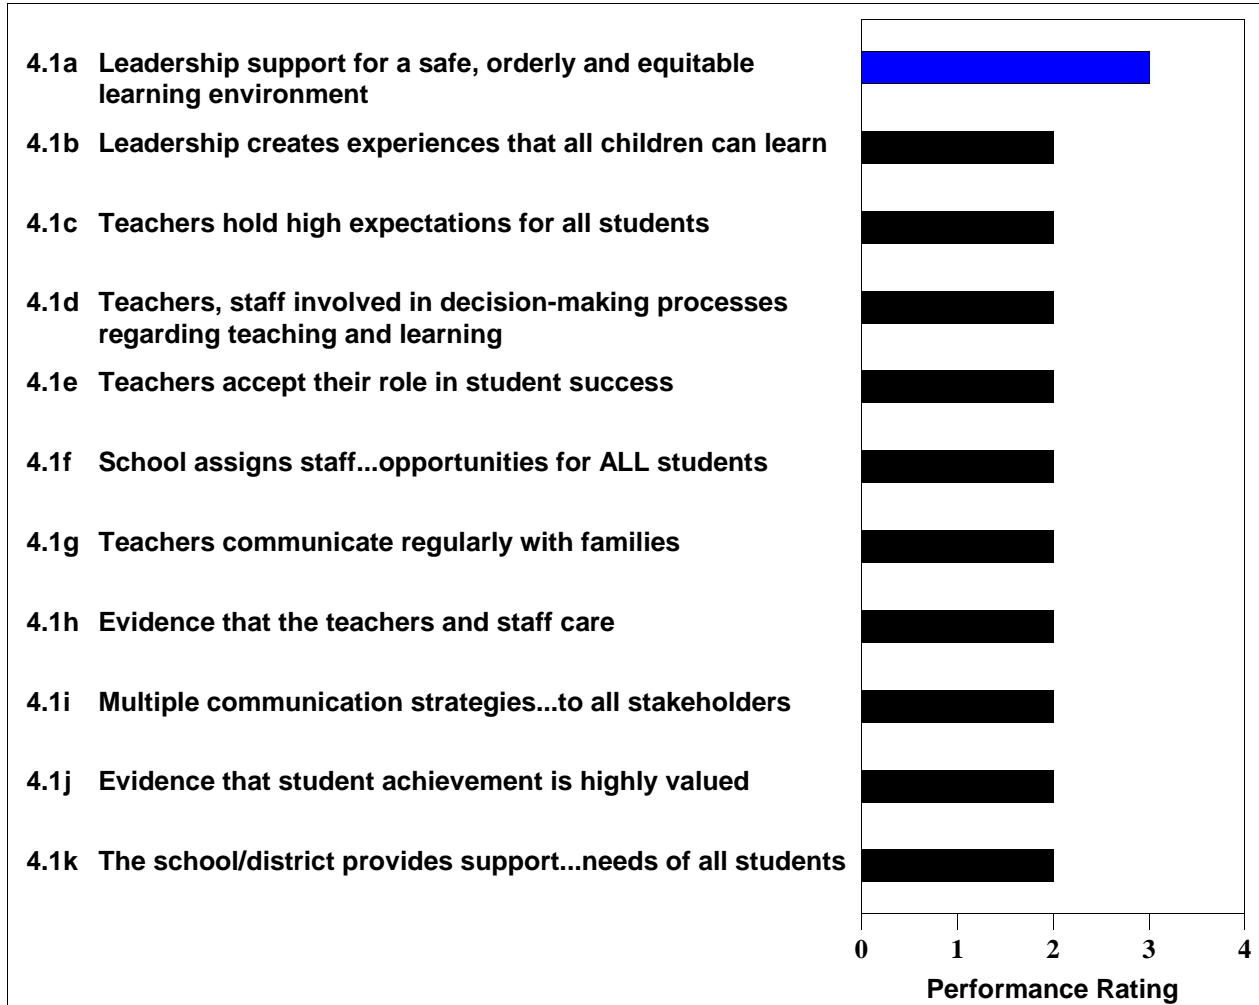 4.1a Leadership support for a safe, orderly and equitable
learning environment
4.1b Leadership creates experiences that all children can learn
4.1c Teachers hold high expectations for all students
4.1d Teachers, staff involved in decision-making processes
regarding teaching and learning
4.1e Teachers accept their role in student success
4.1f School assigns staff...opportunities for ALL students
4.1g Teachers communicate regularly with families
4.1h Evidence that the teachers and staff care
4.1i Multiple communication strategies...to all stakeholders
4.1j Evidence that student achievement is highly valued
4.1k The school/district provides support...needs of all students
0 1 2 3 4
Performance Rating